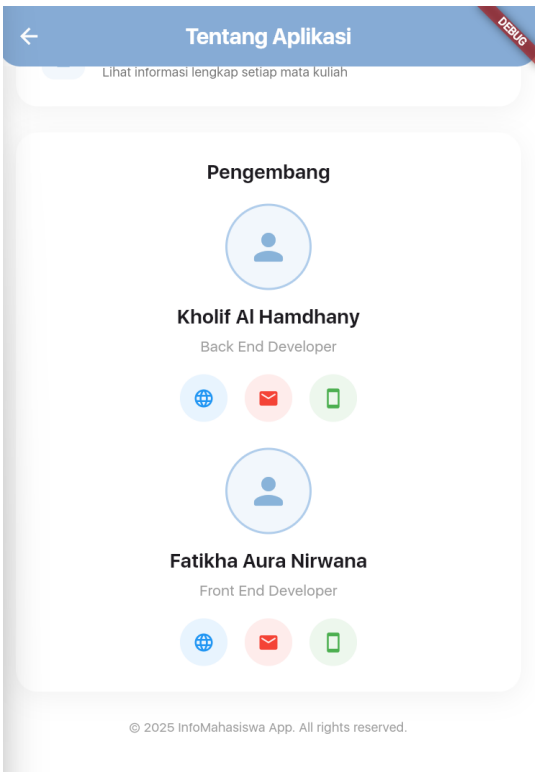 Tentang Aplikasi
DEBUG
Lihat informasi lengkap setiap mata kuliah
Pengembang
Kholif Al Hamdhany
Back End Developer
Fatikha Aura Nirwana
Front End Developer
© 2025 InfoMahasiswa App. All rights reserved.